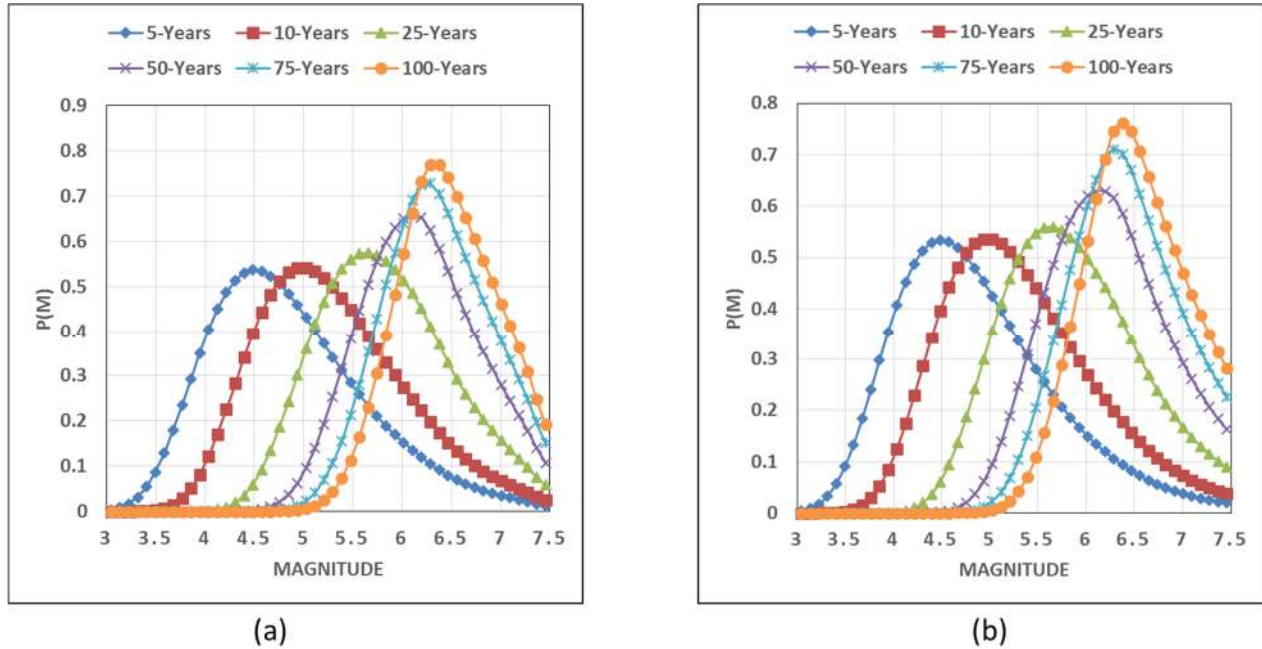 5-Years 10-Years 25-Years
50-Years 75-Years 100-Years
0.9
0.8
0.7
0.6
0.5
0.4
0.3
0.2
0.1
0
P(M)
3 3.5 4 4.5 5 5.5 6 6.5 7 7.5
MAGNITUDE
(a)
5-Years 10-Years 25-Years
50-Years 75-Years 100-Years
0.8
0.7
0.6
0.5
0.4
0.3
0.2
0.1
0
P(M)
3 3.5 4 4.5 5 5.5 6 6.5 7 7.5
MAGNITUDE
(b)